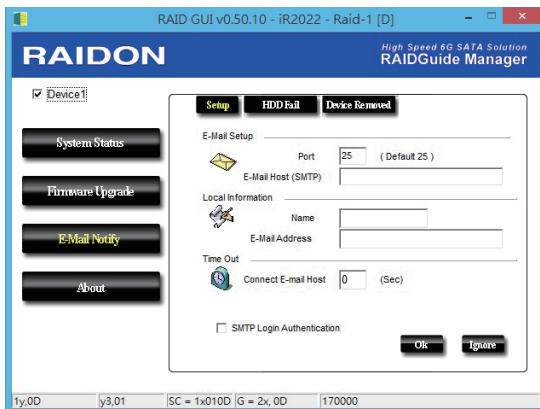 RAID GUI v0.50.10 - iR2022 - Raid-1 [D]
RAIDON
High Speed 6G SATA Solution
RAIDGuide Manager
Device1
Setup HDD Fail Device Removed
System Status
Firmware Upgrade
E-Mail Notify
About
E-Mail Setup
Port 25 ( Default 25 )
E-Mail Host (SMTP)
Local Information
Name
E-Mail Address
Time Out
Connect E-mail Host 0 (Sec)
SMTP Login Authentication
Ok Ignore
1y,0D y3,01 SC = 1x010D G = 2x, 0D 170000